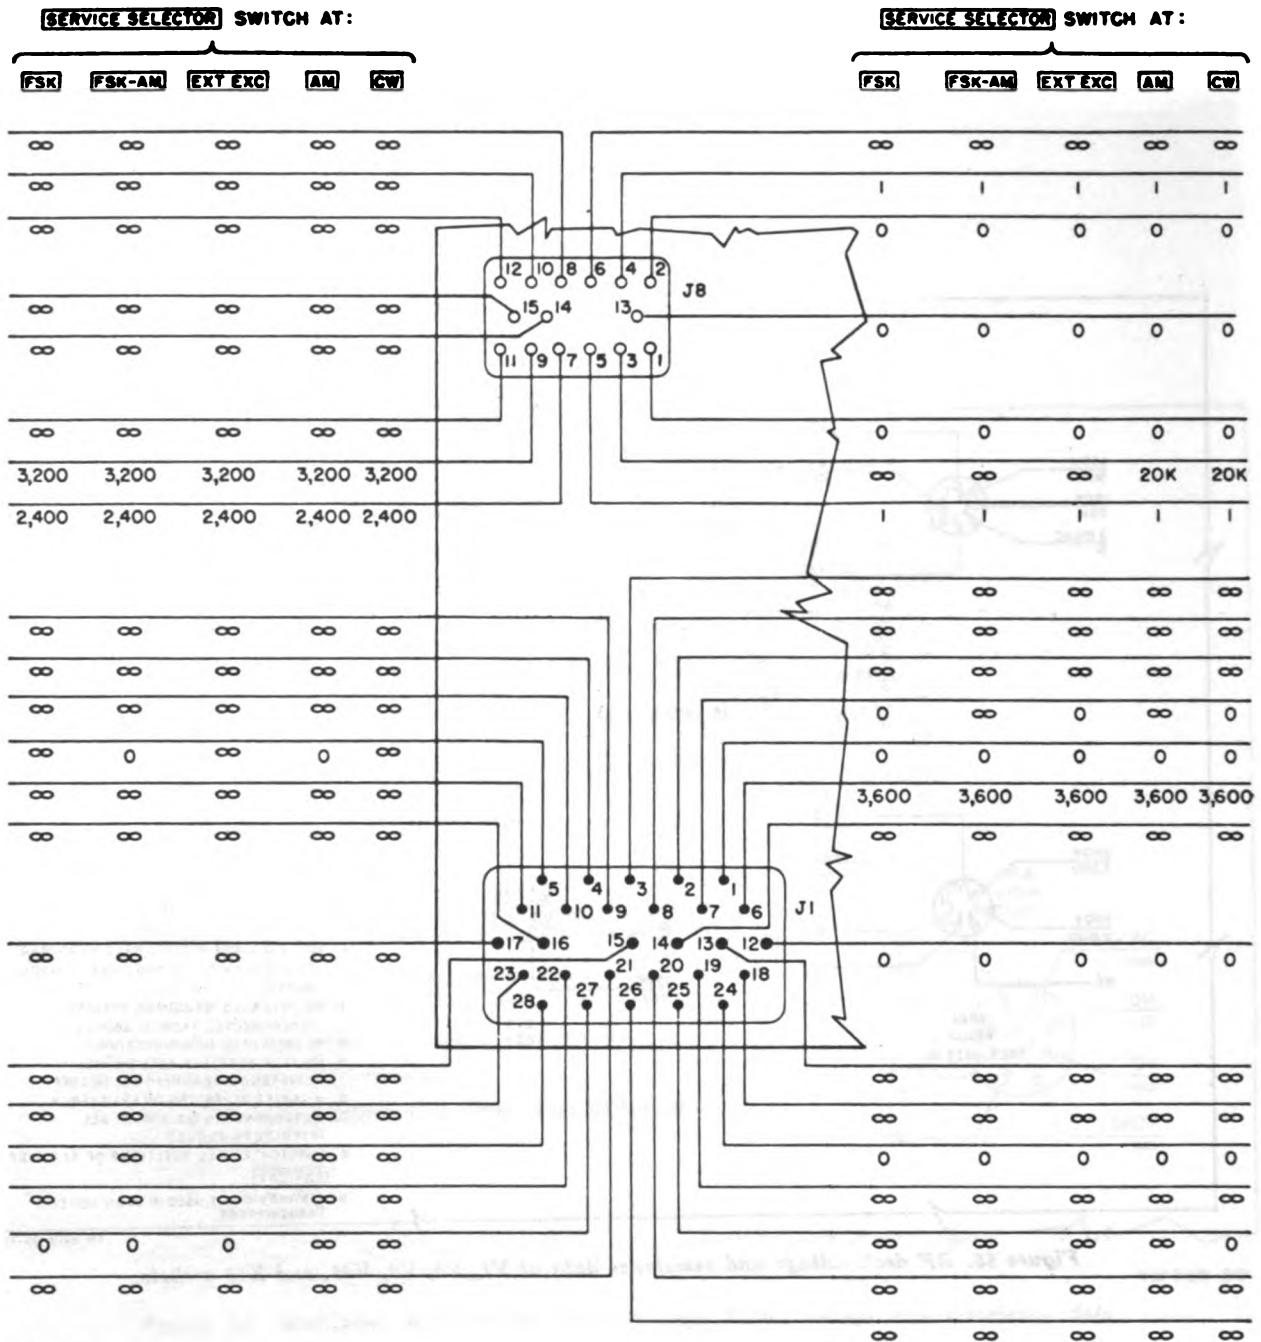 SERVICE SELECTOR SWITCH AT: SERVICE SELECTOR SWITCH AT:
FSK FSK-AM EXT EXC AM CW FSK FSK-AM EXT EXC AM CW
∞ ∞ ∞ ∞ ∞ ∞ ∞ ∞ ∞ ∞
∞ ∞ ∞ ∞ ∞ 1 1 1 1 1
∞ ∞ ∞ ∞ ∞ 0 0 0 0 0
12 10 8 6 4 2
J8
15 14 13
∞ ∞ ∞ ∞ ∞
∞ ∞ ∞ ∞ ∞ 0 0 0 0 0
11 9 7 5 3 1
∞ ∞ ∞ ∞ ∞ 0 0 0 0 0
3,200 3,200 3,200 3,200 3,200 ∞ ∞ ∞ 20K 20K
2,400 2,400 2,400 2,400 2,400 1 1 1 1 1
∞ ∞ ∞ ∞ ∞
∞ ∞ ∞ ∞ ∞ ∞ ∞ ∞ ∞ ∞
∞ ∞ ∞ ∞ ∞ ∞ ∞ ∞ ∞ ∞
∞ ∞ ∞ ∞ ∞ 0 ∞ 0 ∞ 0
∞ 0 ∞ 0 ∞ 0 0 0 0 0
∞ ∞ ∞ ∞ ∞ 3,600 3,600 3,600 3,600 3,600
∞ ∞ ∞ ∞ ∞ ∞ ∞ ∞ ∞ ∞
5 4 3 2 1
11 10 9 8 7 6 J1
17 16 15 14 13 12
∞ ∞ ∞ ∞ ∞ 0 0 0 0 0
23 22 21 20 19 18
28 27 26 25 24
∞ ∞ ∞ ∞ ∞ ∞ ∞ ∞ ∞ ∞
∞ ∞ ∞ ∞ ∞ ∞ ∞ ∞ ∞ ∞
∞ ∞ ∞ ∞ ∞ 0 0 0 0 0
∞ ∞ ∞ ∞ ∞ ∞ ∞ ∞ ∞ ∞
0 0 0 ∞ ∞ ∞ ∞ ∞ ∞ 0
∞ ∞ ∞ ∞ ∞ ∞ ∞ ∞ ∞ ∞
∞ ∞ ∞ ∞ ∞